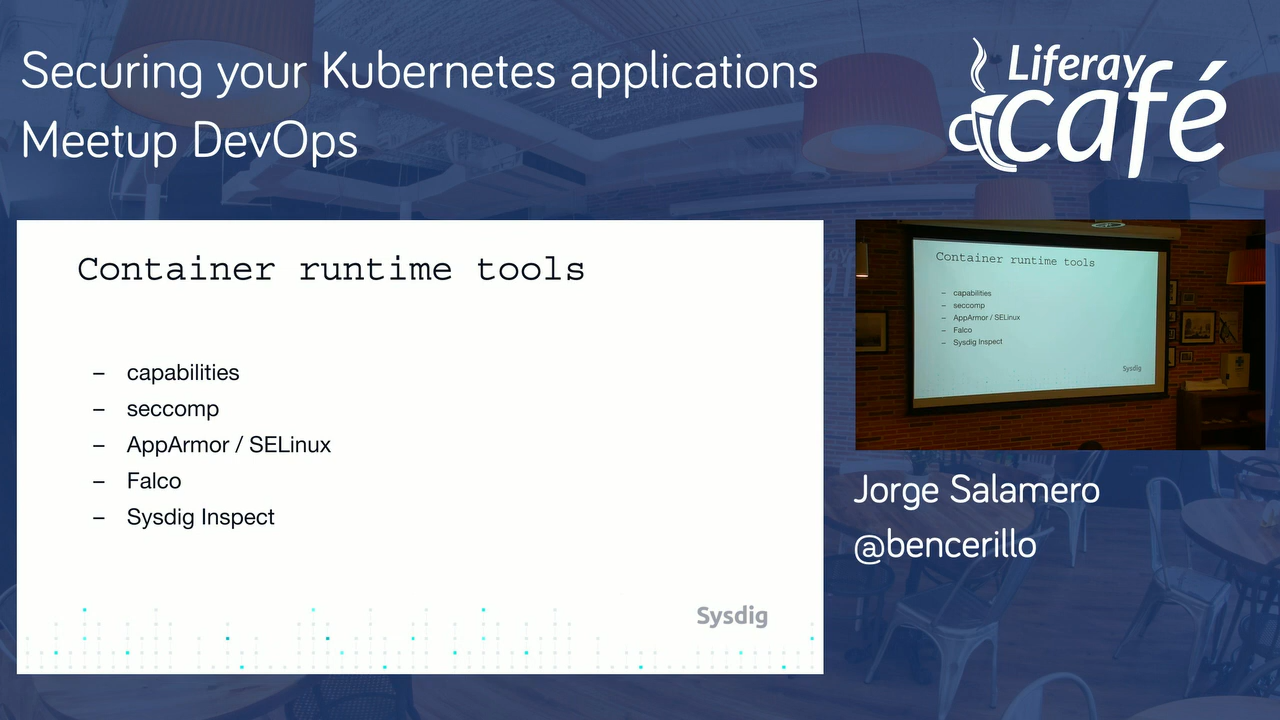 Securing your Kubernetes applications
Meetup DevOps
Liferay
café
Container runtime tools
– capabilities
– seccomp
– AppArmor / SELinux
– Falco
– Sysdig Inspect
Sysdig
Container runtime tools
– capabilities
– seccomp
– AppArmor / SELinux
– Falco
– Sysdig Inspect
Sysdig
Jorge Salamero
@bencerillo